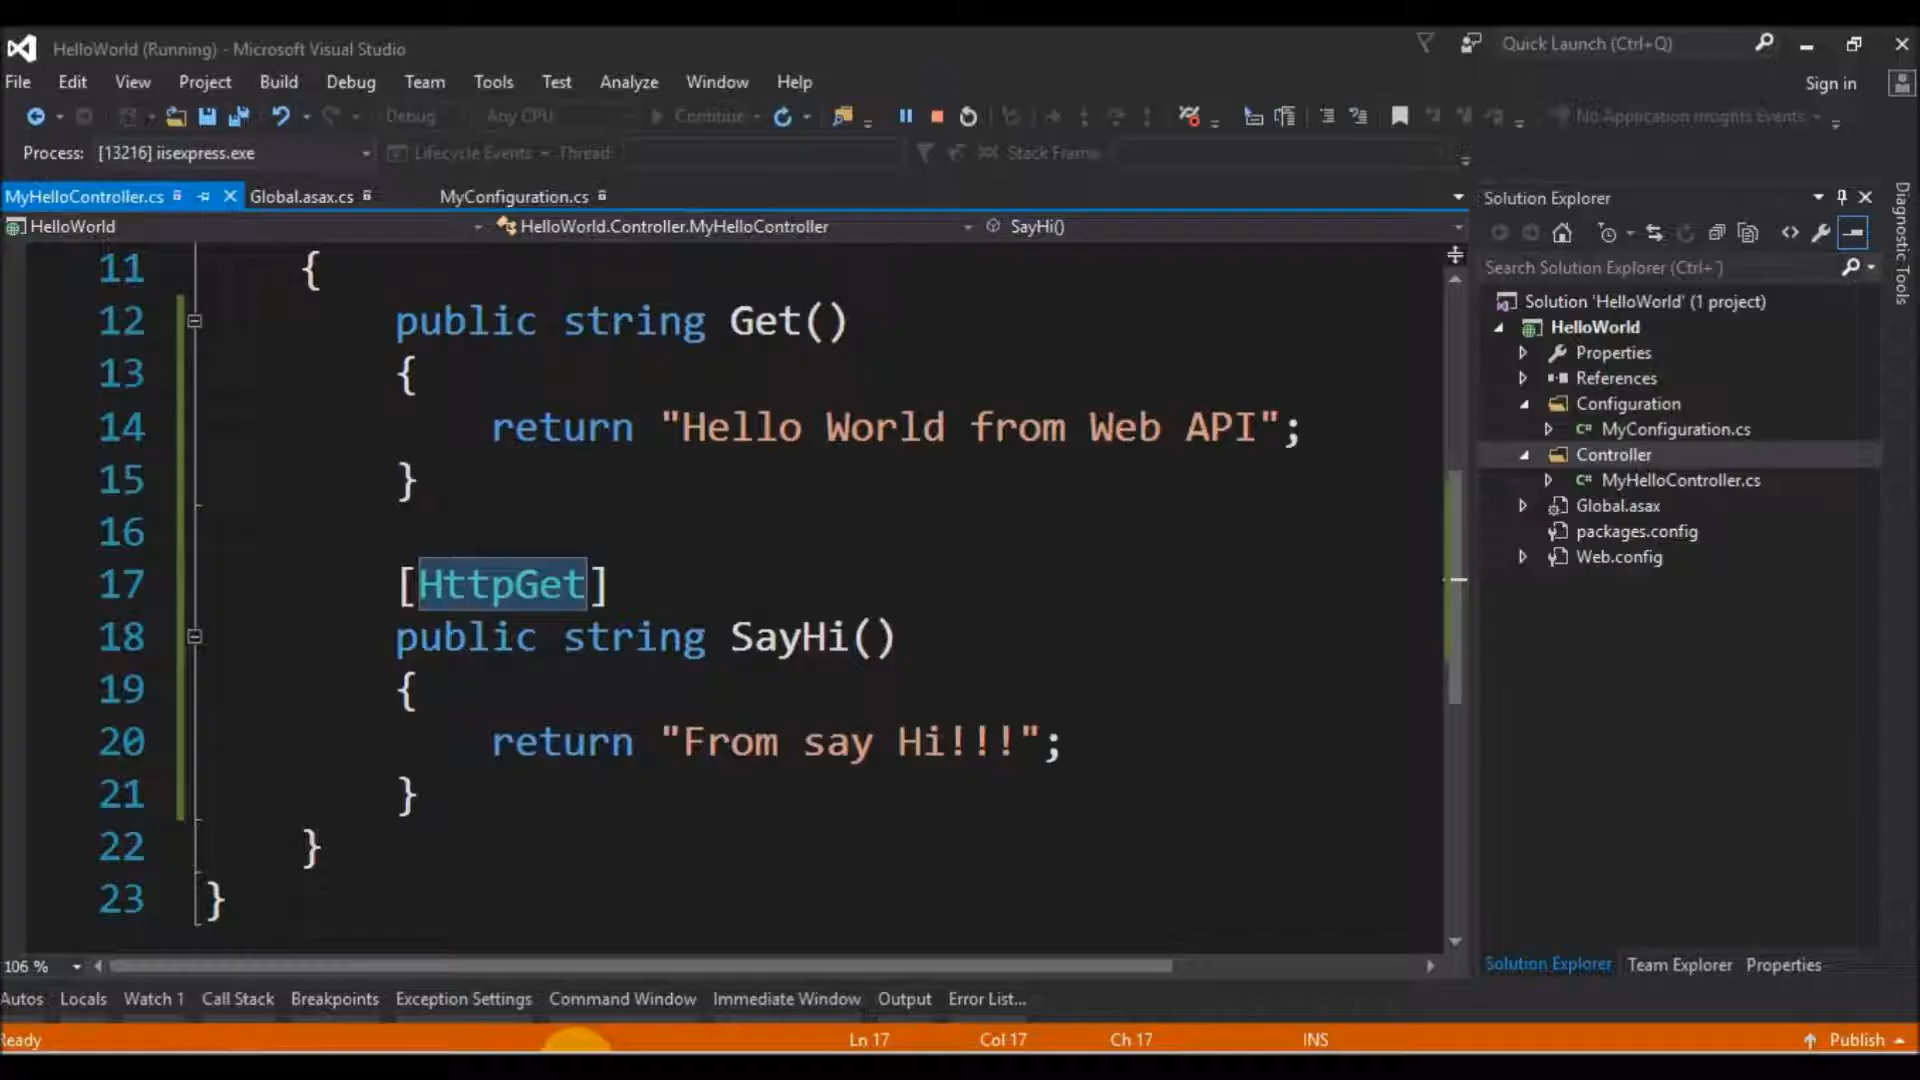 HelloWorld (Running) - Microsoft Visual Studio
Quick Launch (Ctrl+Q)
File Edit View Project Build Debug Team Tools Test Analyze Window Help
Sign in
Debug Any CPU Continue
No Application Insights Events
Process: [13216] iisexpress.exe Lifecycle Events Thread: Stack Frame:
MyHelloController.cs Global.asax.cs MyConfiguration.cs
HelloWorld HelloWorld.Controller.MyHelloController SayHi()
11 {
12 public string Get()
13 {
14 return "Hello World from Web API";
15 }
16
17 [HttpGet]
18 public string SayHi()
19 {
20 return "From say Hi!!!";
21 }
22 }
23 }
106 %
Solution Explorer
Search Solution Explorer (Ctrl+¨)
Solution 'HelloWorld' (1 project)
HelloWorld
Properties
References
Configuration
C# MyConfiguration.cs
Controller
C# MyHelloController.cs
Global.asax
packages.config
Web.config
Solution Explorer Team Explorer Properties
Diagnostic Tools
Autos Locals Watch 1 Call Stack Breakpoints Exception Settings Command Window Immediate Window Output Error List...
Ready Ln 17 Col 17 Ch 17 INS Publish